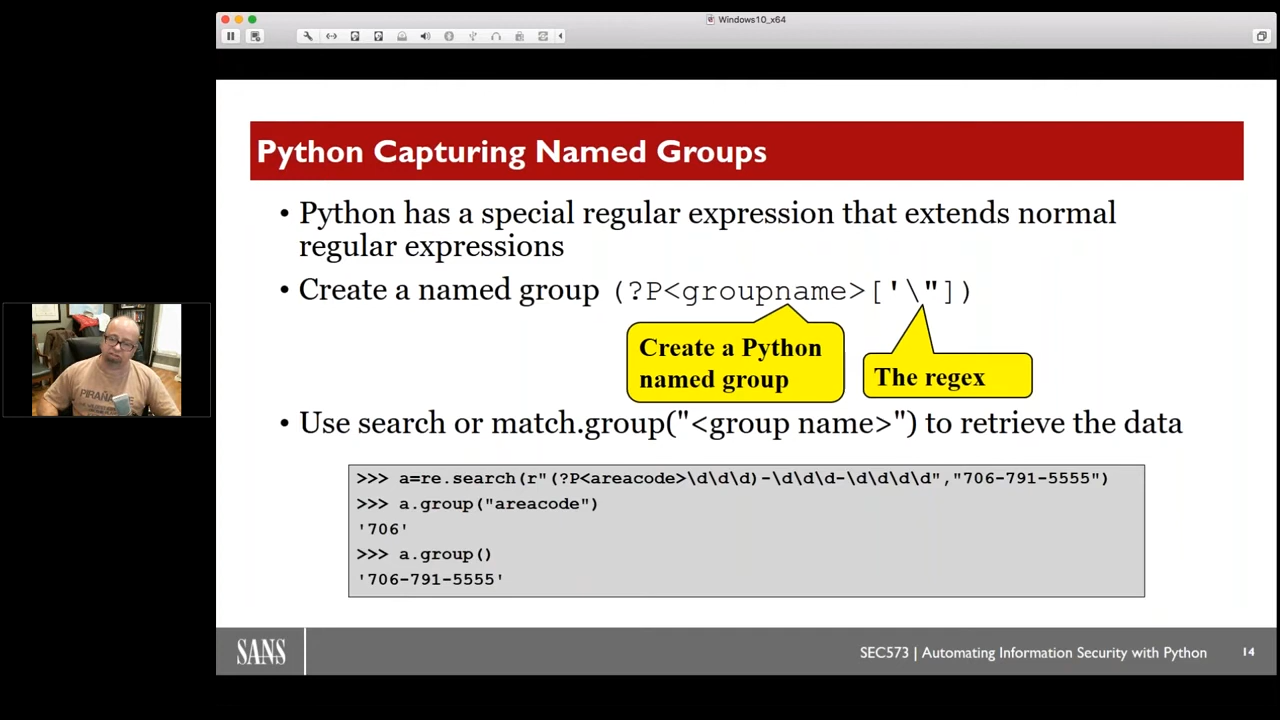 Windows10_x64
Python Capturing Named Groups
• Python has a special regular expression that extends normal
regular expressions
• Create a named group (?P<groupname>['\"])
Create a Python
named group
The regex
• Use search or match.group("<group name>") to retrieve the data
>>> a=re.search(r"(?P<areacode>\d\d\d)-\d\d\d-\d\d\d\d","706-791-5555")
>>> a.group("areacode")
'706'
>>> a.group()
'706-791-5555'
SANS
SEC573 | Automating Information Security with Python
14